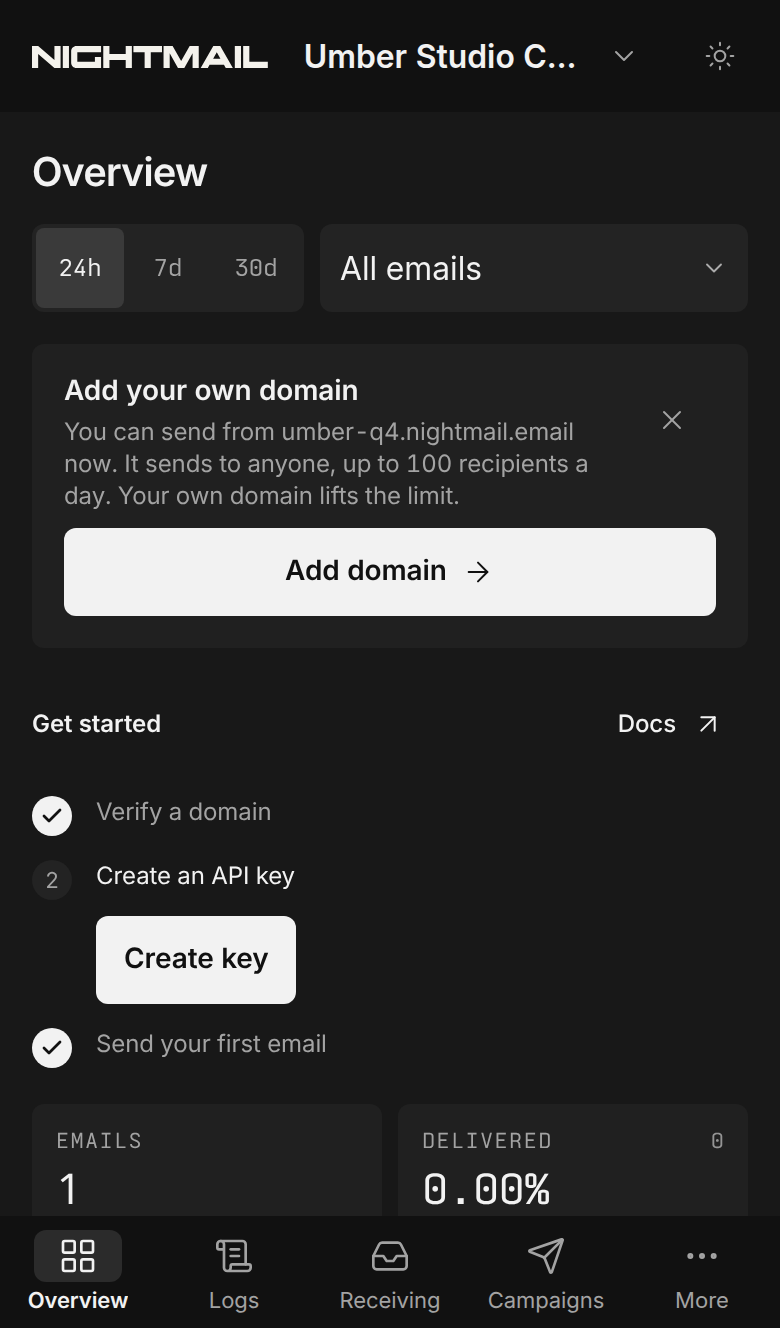 NIGHTMAIL Umber Studio C...
Overview
24h 7d 30d All emails
Add your own domain
You can send from umber-q4.nightmail.email
now. It sends to anyone, up to 100 recipients a
day. Your own domain lifts the limit.
Add domain →
Get started Docs
Verify a domain
2 Create an API key
Create key
Send your first email
EMAILS DELIVERED 0
1 0.00%
Overview Logs Receiving Campaigns More